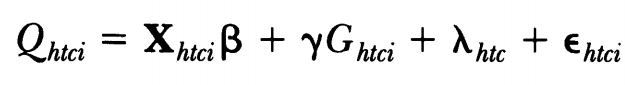 Q_{htci} = X_{htci}β + γG_{htci} + λ_{htc} + ε_{htci}